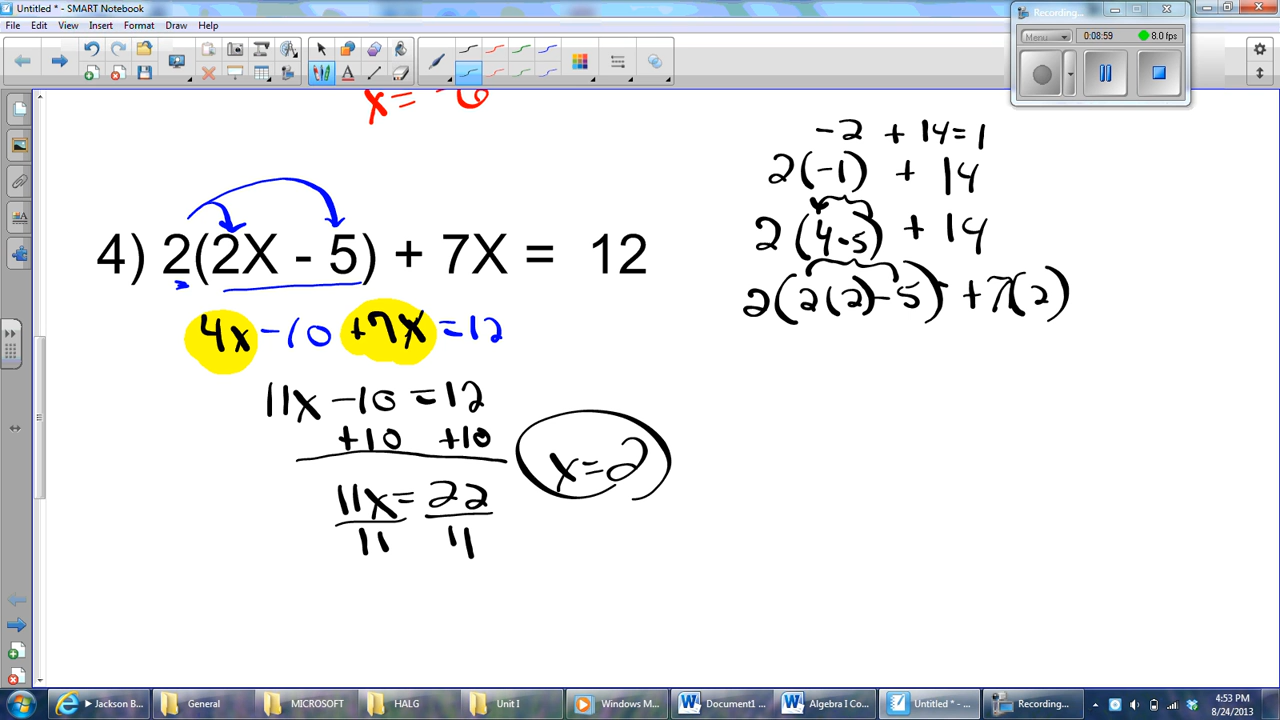 Untitled * - SMART Notebook
File Edit View Insert Format Draw Help
Recording...
Menu
0:08:59
8.0 fps
x = -6
4) 2(2X - 5) + 7X = 12
4x -10 +7x =12
11x -10 =12
+10 +10
11x = 22
11 11
x=2
-2 + 14 = 1
2(-1) + 14
2(4-5) + 14
2(2(2)-5) +7(2)
Jackson B...
General
MICROSOFT
HALG
Unit I
Windows M...
Document1 ...
Algebra I Co...
Untitled * - ...
Recording...
4:53 PM
8/24/2013